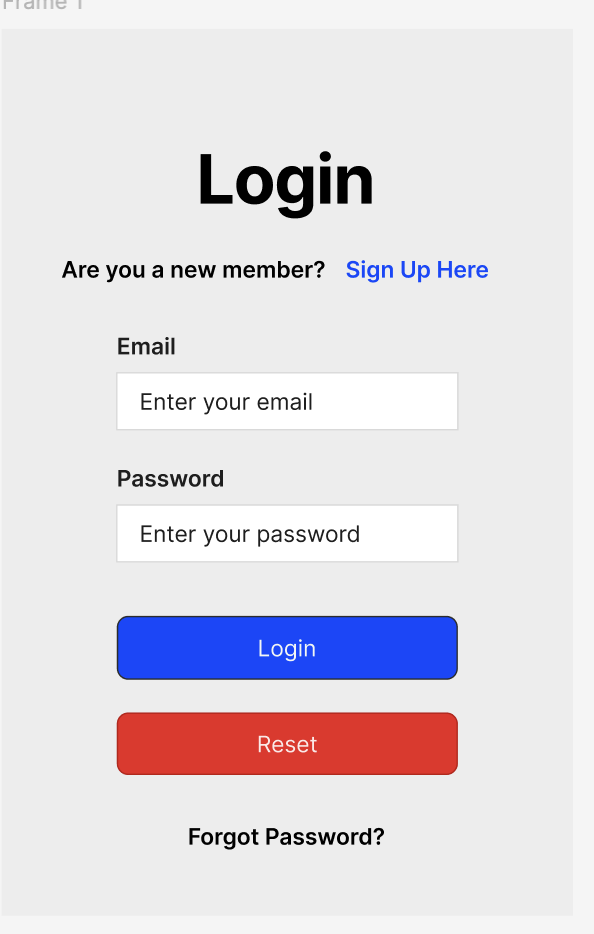 Frame 1
Login
Are you a new member? Sign Up Here
Email
Enter your email
Password
Enter your password
Login
Reset
Forgot Password?